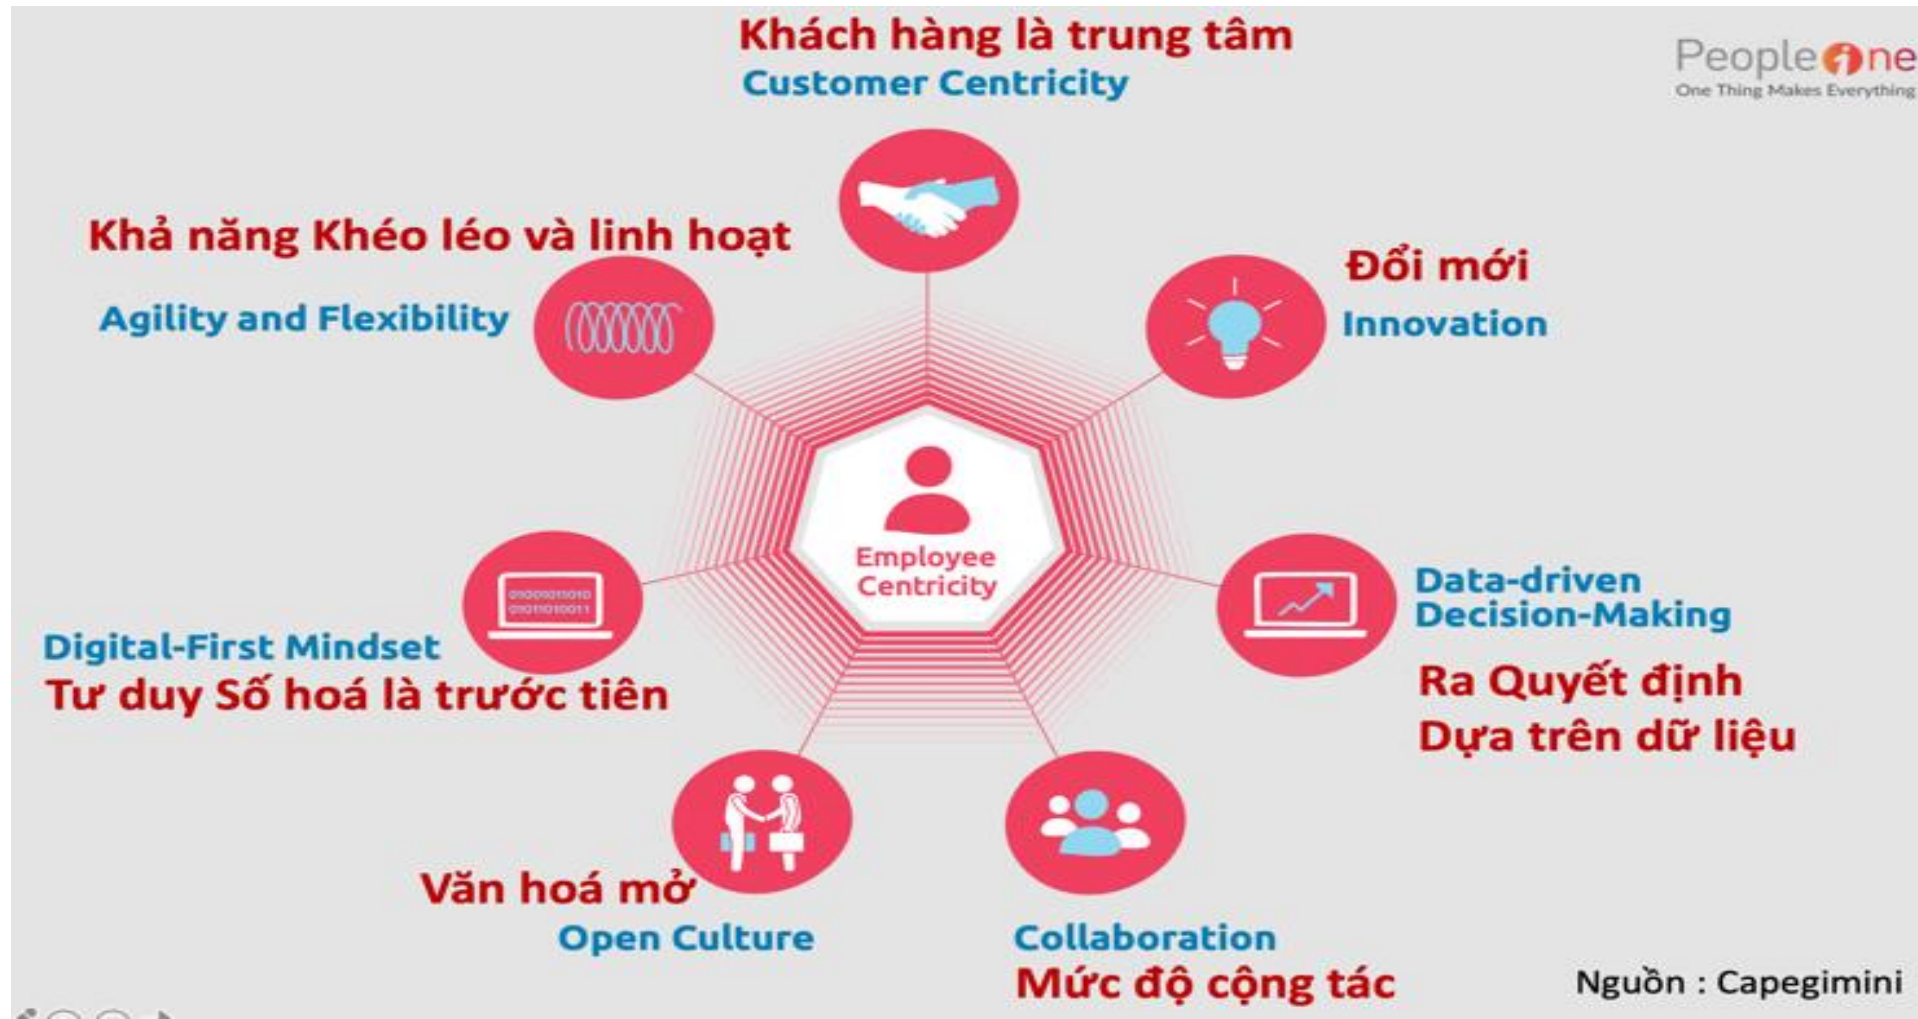 Khách hàng là trung tâm
Customer Centricity
People One
One Thing Makes Everything
Khả năng Khéo léo và linh hoạt
Agility and Flexibility
Đổi mới
Innovation
Employee
Centricity
01001011010
01011010011
Digital-First Mindset
Tư duy Số hoá là trước tiên
Data-driven
Decision-Making
Ra Quyết định
Dựa trên dữ liệu
Văn hoá mở
Open Culture
Collaboration
Mức độ cộng tác
Nguồn : Capegimini